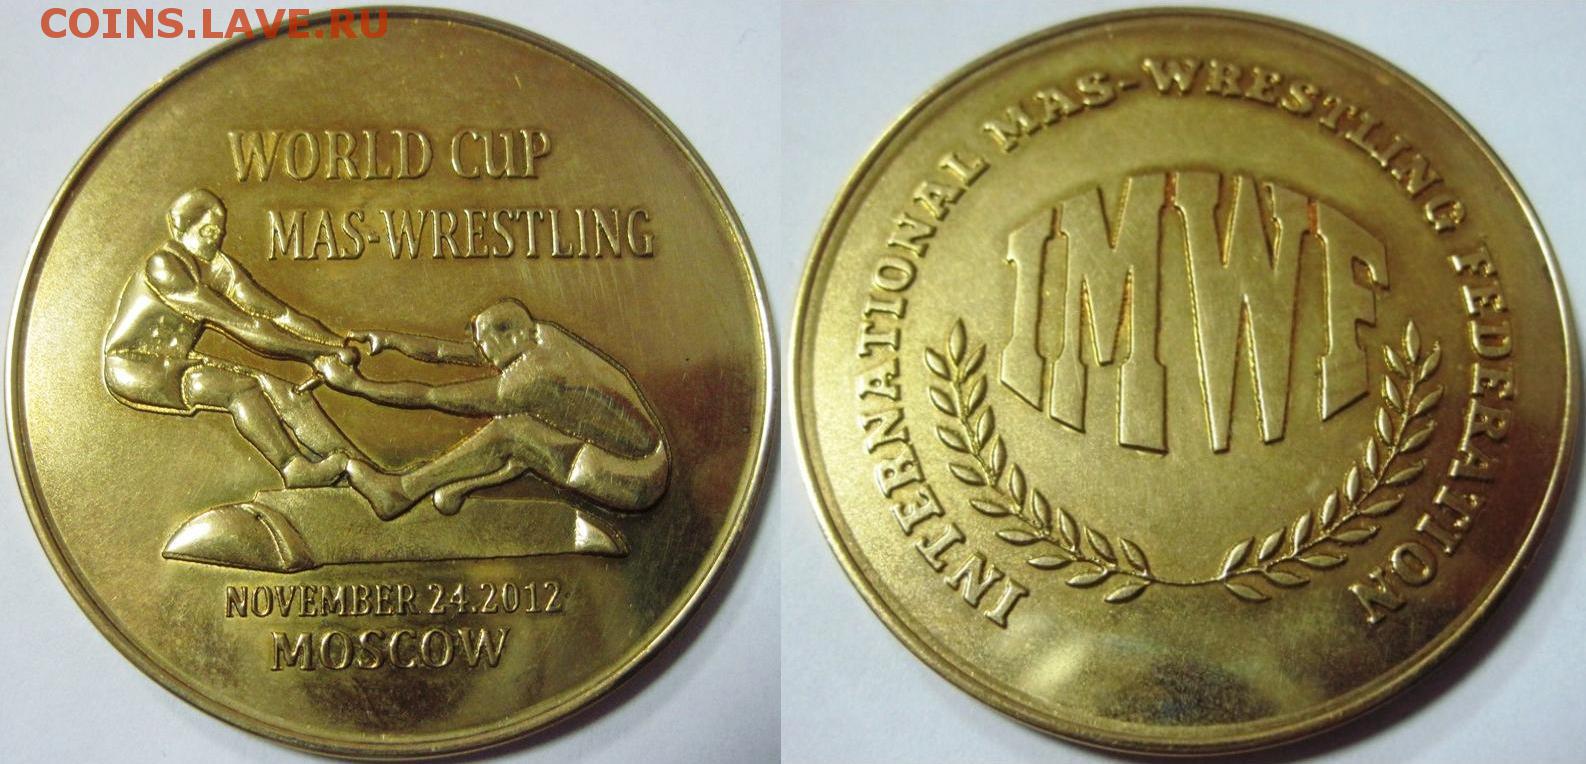 COINS.LAVE.RU
WORLD CUP
MAS-WRESTLING
NOVEMBER 24.2012
MOSCOW
INTERNATIONAL MAS-WRESTLING FEDERATION
IMWF